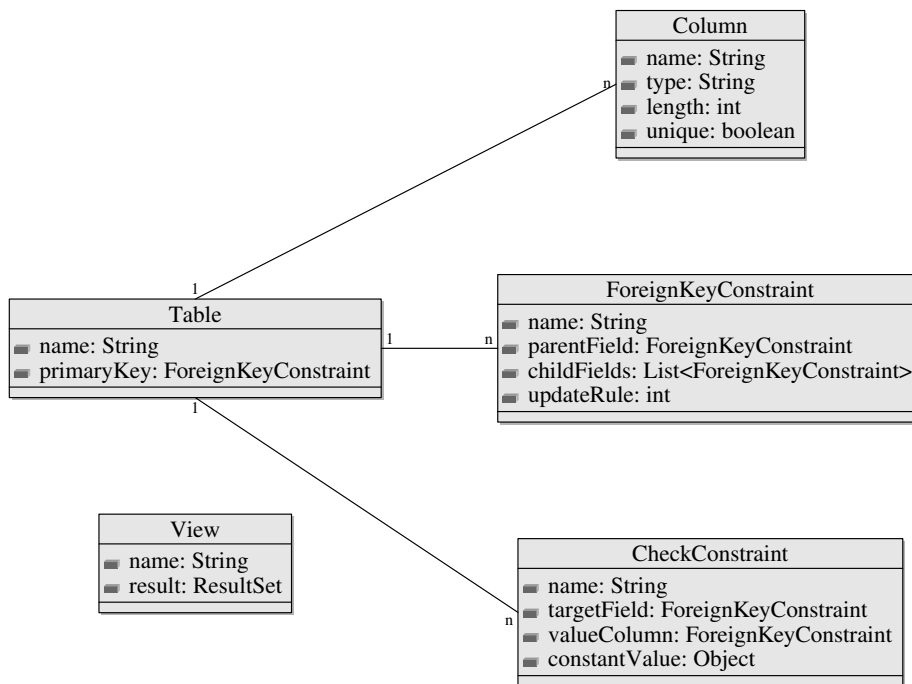 Column
name: String
type: String
length: int
unique: boolean
n
1
Table
name: String
primaryKey: ForeignKeyConstraint
1
n
1
ForeignKeyConstraint
name: String
parentField: ForeignKeyConstraint
childFields: List<ForeignKeyConstraint>
updateRule: int
View
name: String
result: ResultSet
n
CheckConstraint
name: String
targetField: ForeignKeyConstraint
valueColumn: ForeignKeyConstraint
constantValue: Object